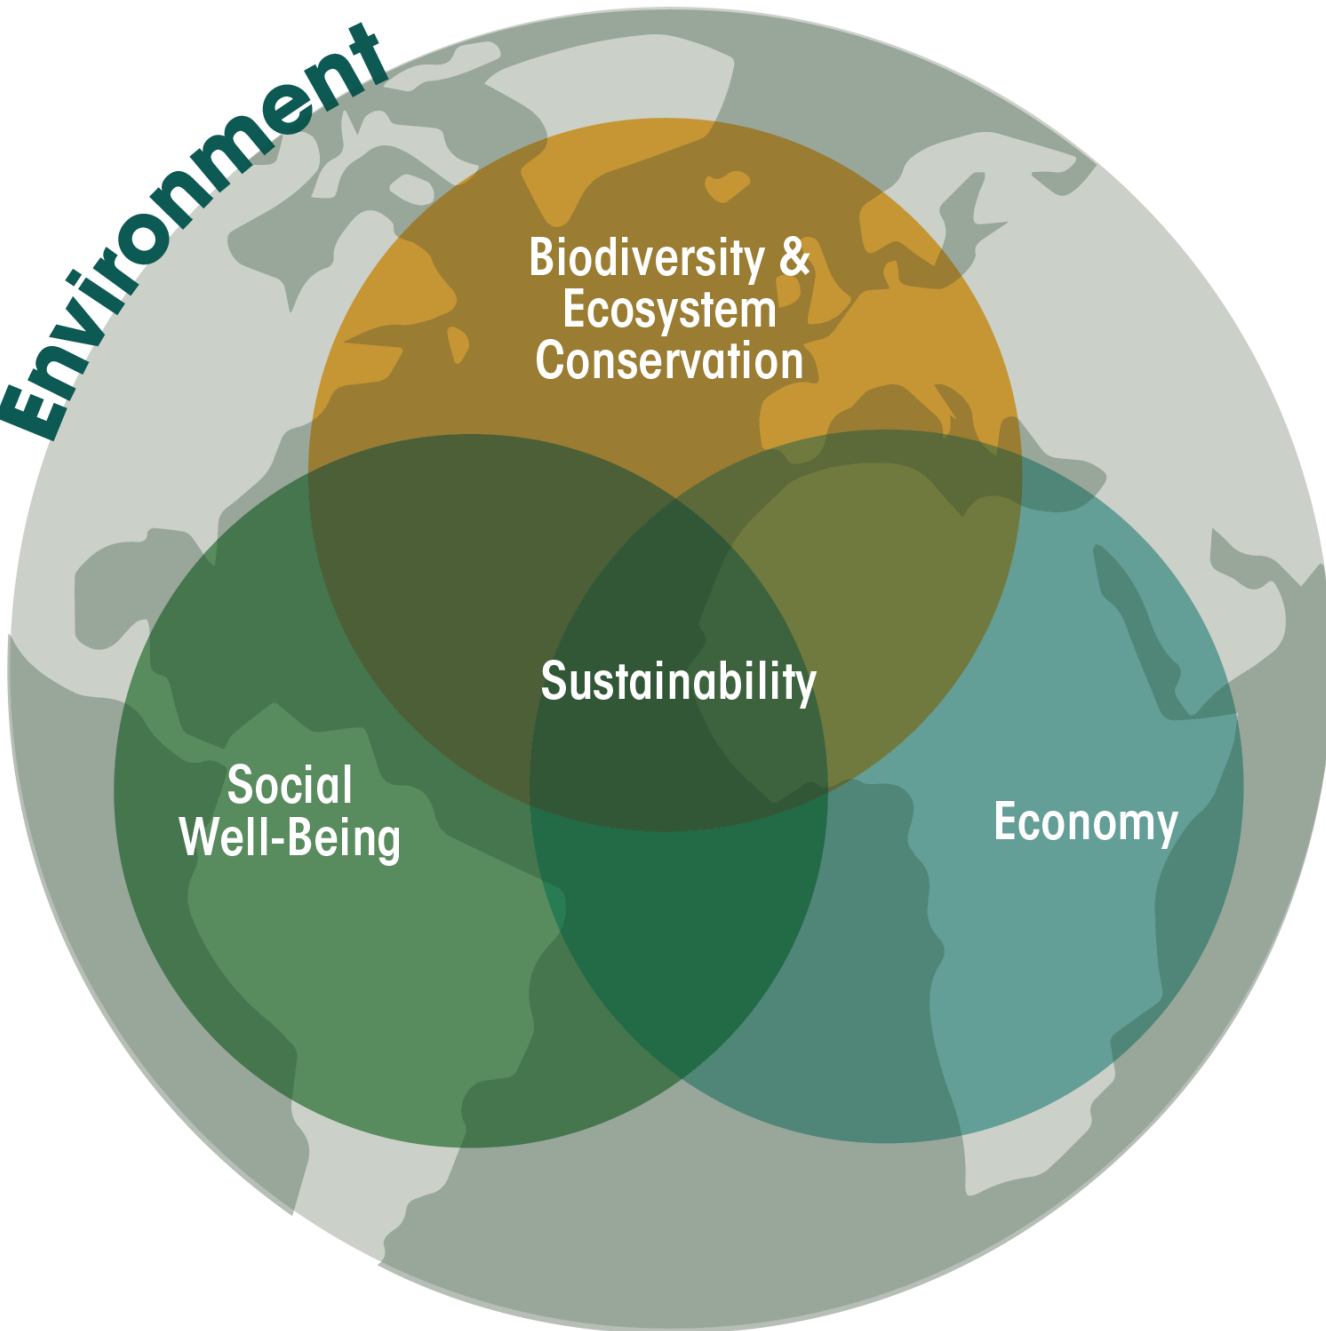 Environment
Biodiversity &
Ecosystem
Conservation
Sustainability
Social
Well-Being
Economy